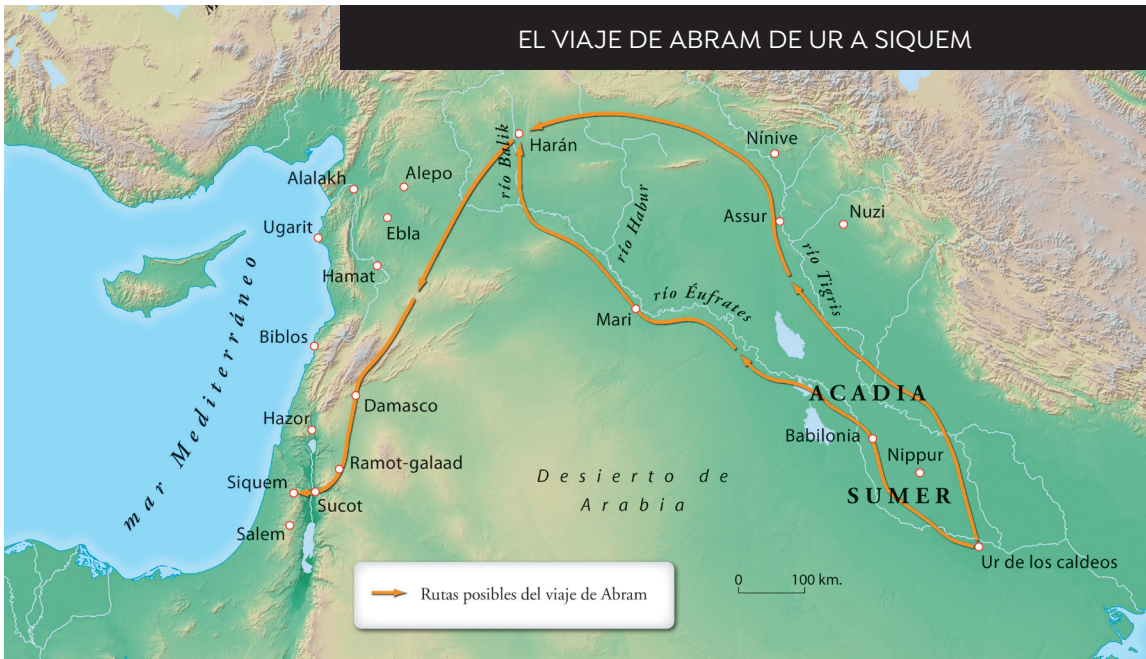 EL VIAJE DE ABRAM DE UR A SIQUEM
río Balik
Harán
Nínive
Alalakh
Alepo
Ugarit
Ebla
río Habur
Assur
Nuzi
Hamat
río Tigris
río Éufrates
Mari
Biblos
mar Mediterráneo
Damasco
ACADIA
Hazor
Babilonia
Nippur
Ramot-galaad
Desierto de
Arabia
Siquem
Sucot
SUMER
Salem
Ur de los caldeos
0 100 km.
Rutas posibles del viaje de Abram